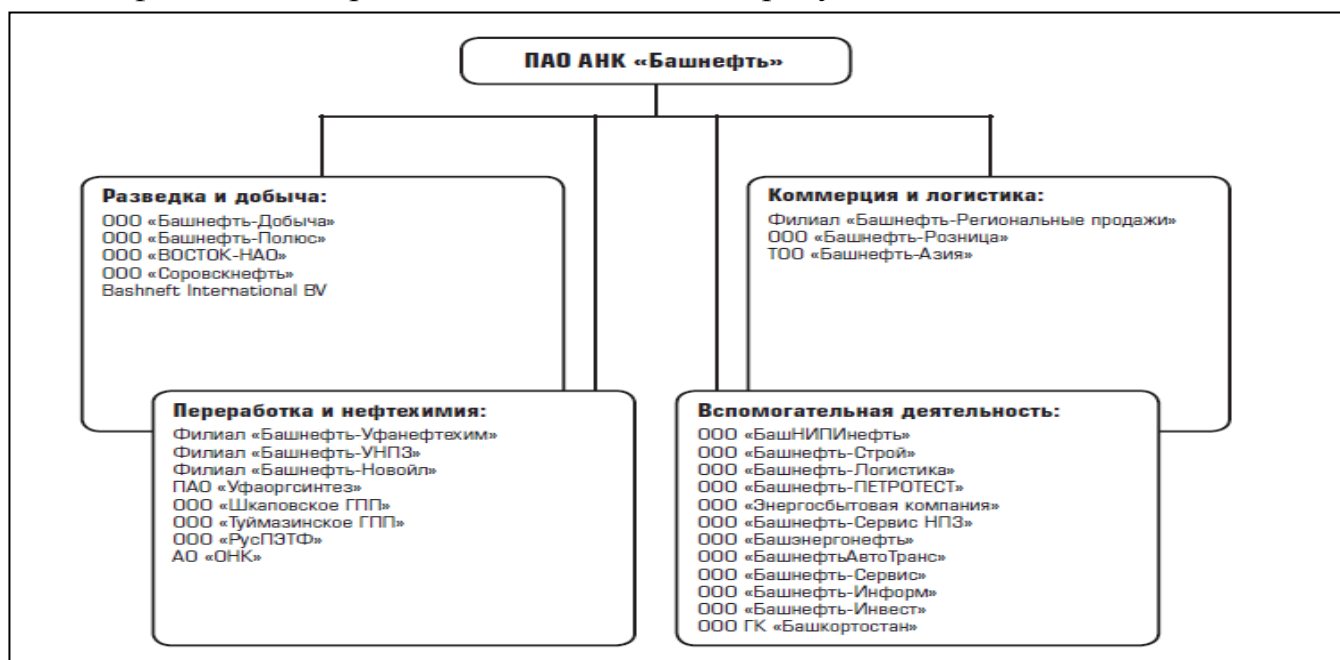 ПАО АНК «Башнефть»
Разведка и добыча:
ООО «Башнефть-Добыча»
ООО «Башнефть-Полюс»
ООО «ВОСТОК-НАО»
ООО «Соровскнефть»
Bashneft International BV
Коммерция и логистика:
Филиал «Башнефть-Региональные продажи»
ООО «Башнефть-Розница»
ТОО «Башнефть-Азия»
Переработка и нефтехимия:
Филиал «Башнефть-Уфанефтехим»
Филиал «Башнефть-УНПЗ»
Филиал «Башнефть-Новойл»
ПАО «Уфаоргсинтез»
ООО «Шкаповское ГПП»
ООО «Туймазинское ГПП»
ООО «РусПЭТФ»
АО «ОНК»
Вспомогательная деятельность:
ООО «БашНИПИнефть»
ООО «Башнефть-Строй»
ООО «Башнефть-Логистика»
ООО «Башнефть-ПЕТРОТЕСТ»
ООО «Энергосбытовая компания»
ООО «Башнефть-Сервис НПЗ»
ООО «Башэнергонефть»
ООО «БашнефтьАвтоТранс»
ООО «Башнефть-Сервис»
ООО «Башнефть-Информ»
ООО «Башнефть-Инвест»
ООО ГК «Башкортостан»